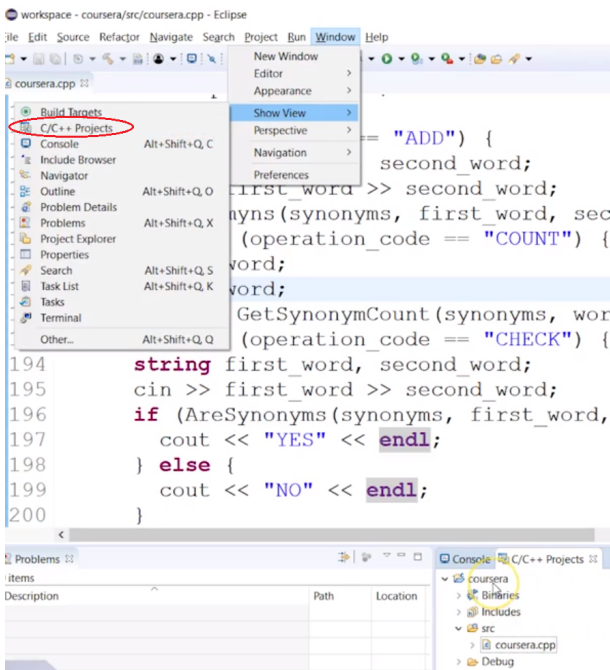 workspace - coursera/src/coursera.cpp - Eclipse
ile Edit Source Refactor Navigate Search Project Run Window Help
coursera.cpp
New Window
Editor
Appearance
Show View
Perspective
Navigation
Preferences
Build Targets
C/C++ Projects
Console Alt+Shift+Q, C
Include Browser
Navigator
Outline Alt+Shift+Q, O
Problem Details
Problems Alt+Shift+Q, X
Project Explorer
Properties
Search Alt+Shift+Q, S
Task List Alt+Shift+Q, K
Tasks
Terminal
Other... Alt+Shift+Q, Q
== "ADD") {
second_word;
first_word >> second_word;
myns(synonyms, first_word, sec
(operation_code == "COUNT") {
word;
word;
GetSynonymCount(synonyms, wor
(operation_code == "CHECK") {
194 string first_word, second_word;
195 cin >> first_word >> second_word;
196 if (AreSynonyms(synonyms, first_word,
197 cout << "YES" << endl;
198 } else {
199 cout << "NO" << endl;
200 }
Problems
items
Description Path Location
Console C/C++ Projects
coursera
Binaries
Includes
src
coursera.cpp
Debug